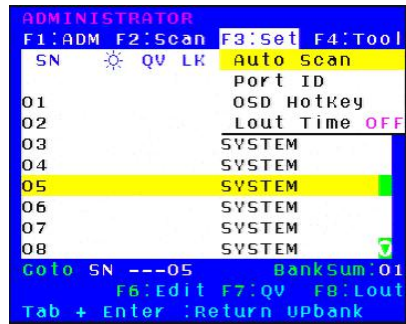 ADMINISTRATOR
F1:ADM F2:Scan F3:Set F4:Tool
SN QV LK Auto Scan
Port ID
01 OSD HotKey
02 Lout Time OFF
03 SYSTEM
04 SYSTEM
05 SYSTEM
06 SYSTEM
07 SYSTEM
08 SYSTEM
Goto SN ---05 BankSum:01
F6:Edit F7:QV F8:Lout
Tab + Enter :Return UPbank